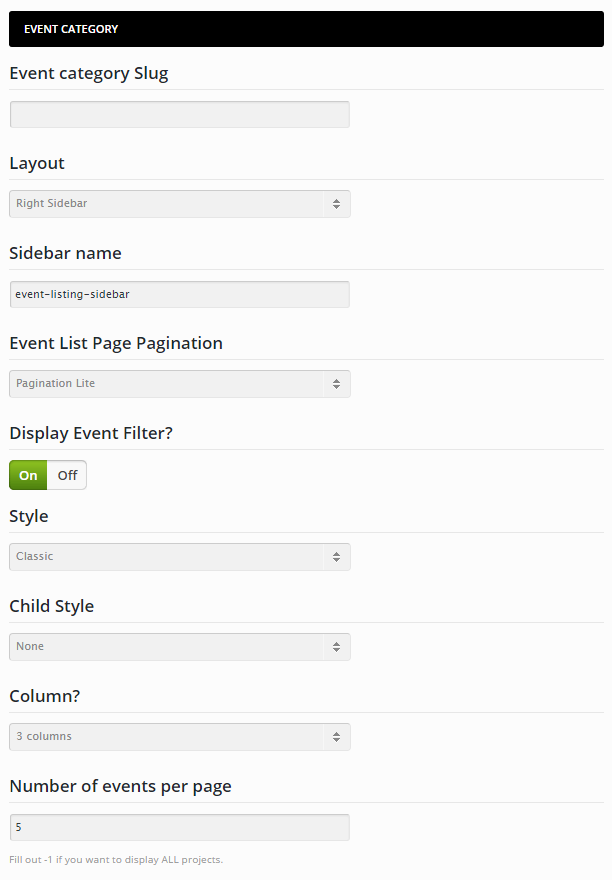 EVENT CATEGORY
Event category Slug
Layout
Right Sidebar
Sidebar name
event-listing-sidebar
Event List Page Pagination
Pagination Lite
Display Event Filter?
On Off
Style
Classic
Child Style
None
Column?
3 columns
Number of events per page
5
Fill out -1 if you want to display ALL projects.